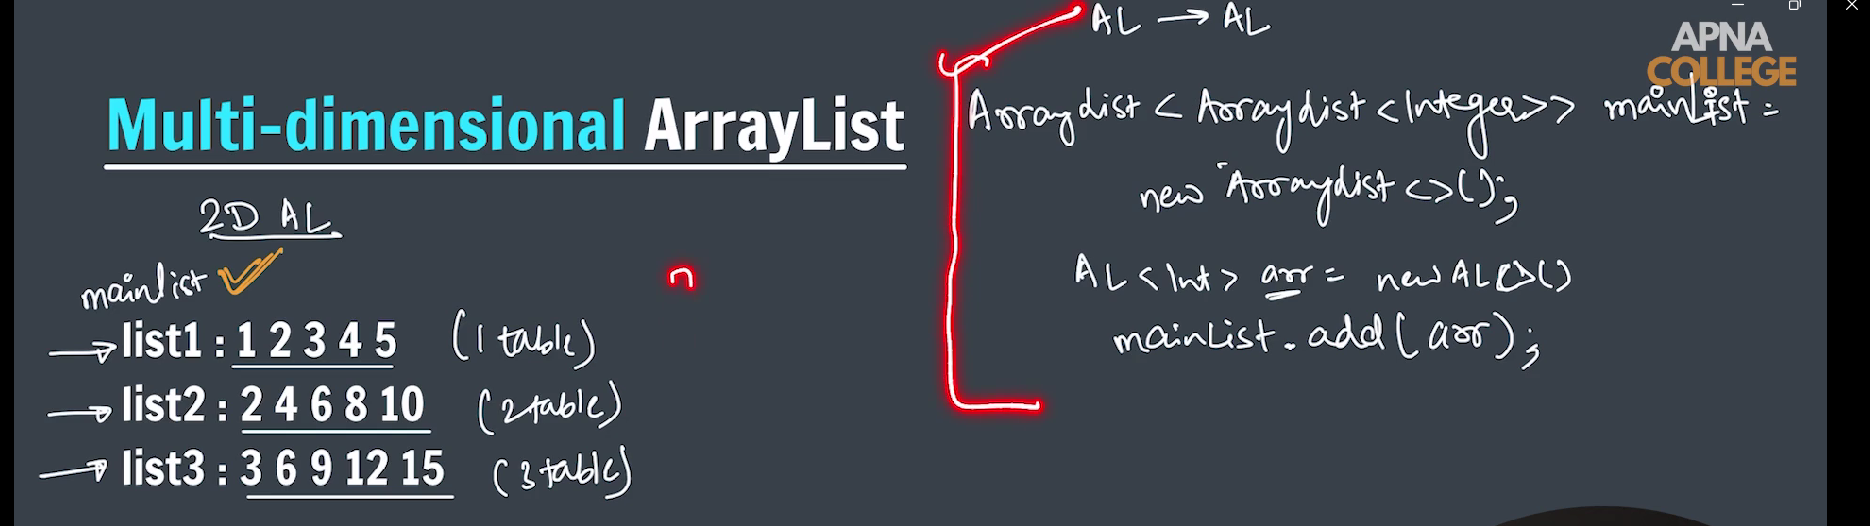 AL → AL
APNA
COLLEGE
Multi-dimensional ArrayList
ArrayList < ArrayList < Integer>> mainList =
new ArrayList <>();
2D AL
AL < Int > arr = new AL<>()
mainlist
mainList.add(arr);
list1 : 1 2 3 4 5 (1 table)
list2 : 2 4 6 8 10 (2 table)
list3 : 3 6 9 12 15 (3 table)